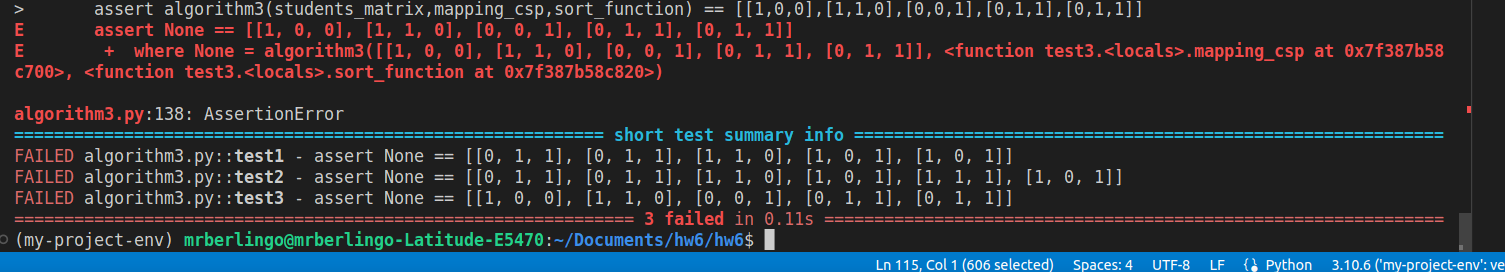 >       assert algorithm3(students_matrix,mapping_csp,sort_function) == [[1,0,0],[1,1,0],[0,0,1],[0,1,1],[0,1,1]]
E       assert None == [[1, 0, 0], [1, 1, 0], [0, 0, 1], [0, 1, 1], [0, 1, 1]]
E        +  where None = algorithm3([[1, 0, 0], [1, 1, 0], [0, 0, 1], [0, 1, 1], [0, 1, 1]], <function test3.<locals>.mapping_csp at 0x7f387b58
c700>, <function test3.<locals>.sort_function at 0x7f387b58c820>)
algorithm3.py:138: AssertionError
=========================================================== short test summary info ===========================================================
FAILED algorithm3.py::test1 - assert None == [[0, 1, 1], [0, 1, 1], [1, 1, 0], [1, 0, 1], [1, 0, 1]]
FAILED algorithm3.py::test2 - assert None == [[0, 1, 1], [0, 1, 1], [1, 1, 0], [1, 0, 1], [1, 1, 1], [1, 0, 1]]
FAILED algorithm3.py::test3 - assert None == [[1, 0, 0], [1, 1, 0], [0, 0, 1], [0, 1, 1], [0, 1, 1]]
============================================================== 3 failed in 0.11s ==============================================================
(my-project-env) mrberlingo@mrberlingo-Latitude-E5470:~/Documents/hw6/hw6$
Ln 115, Col 1 (606 selected) Spaces: 4 UTF-8 LF Python 3.10.6 ('my-project-env': ve